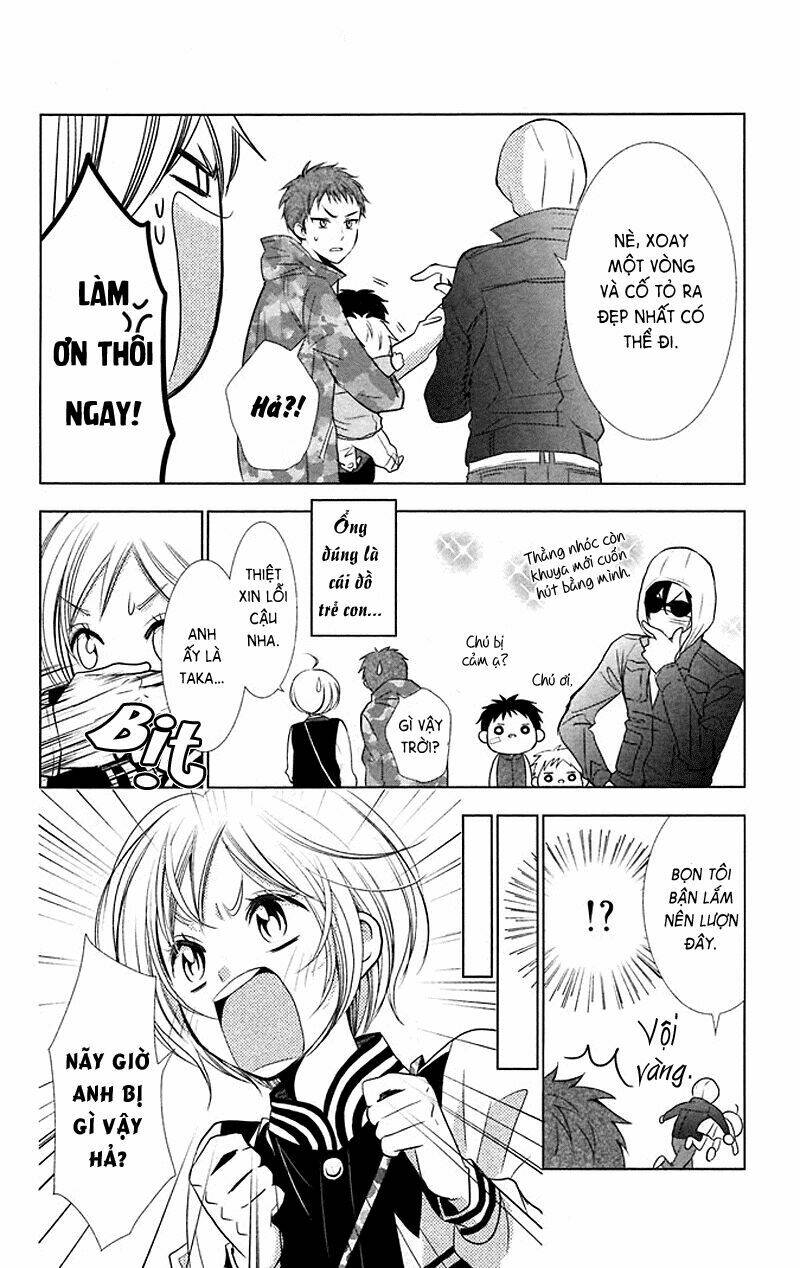 NÈ, XOAY
MỘT VÒNG
VÀ CỐ TỎ RA
ĐẸP NHẤT CÓ
THỂ ĐI.
Hả?!
LÀM
ƠN THÔI
NGAY!
Thằng nhóc còn
khuya mới cuốn
hút bằng mình.
Chú ơi,
Chú bị
cảm ạ?
Ổng
đúng là
cái đồ
trẻ con...
GÌ VẬY
TRỜI?
THIỆT
XIN LỖI
CẬU
NHA.
ANH
ẤY LÀ
TAKA...
Bịt
BỌN TÔI
BẬN LẮM
NÊN LƯỢN
ĐÂY.
!?
Vội
vàng.
NÃY GIỜ
ANH BỊ
GÌ VẬY
HẢ?